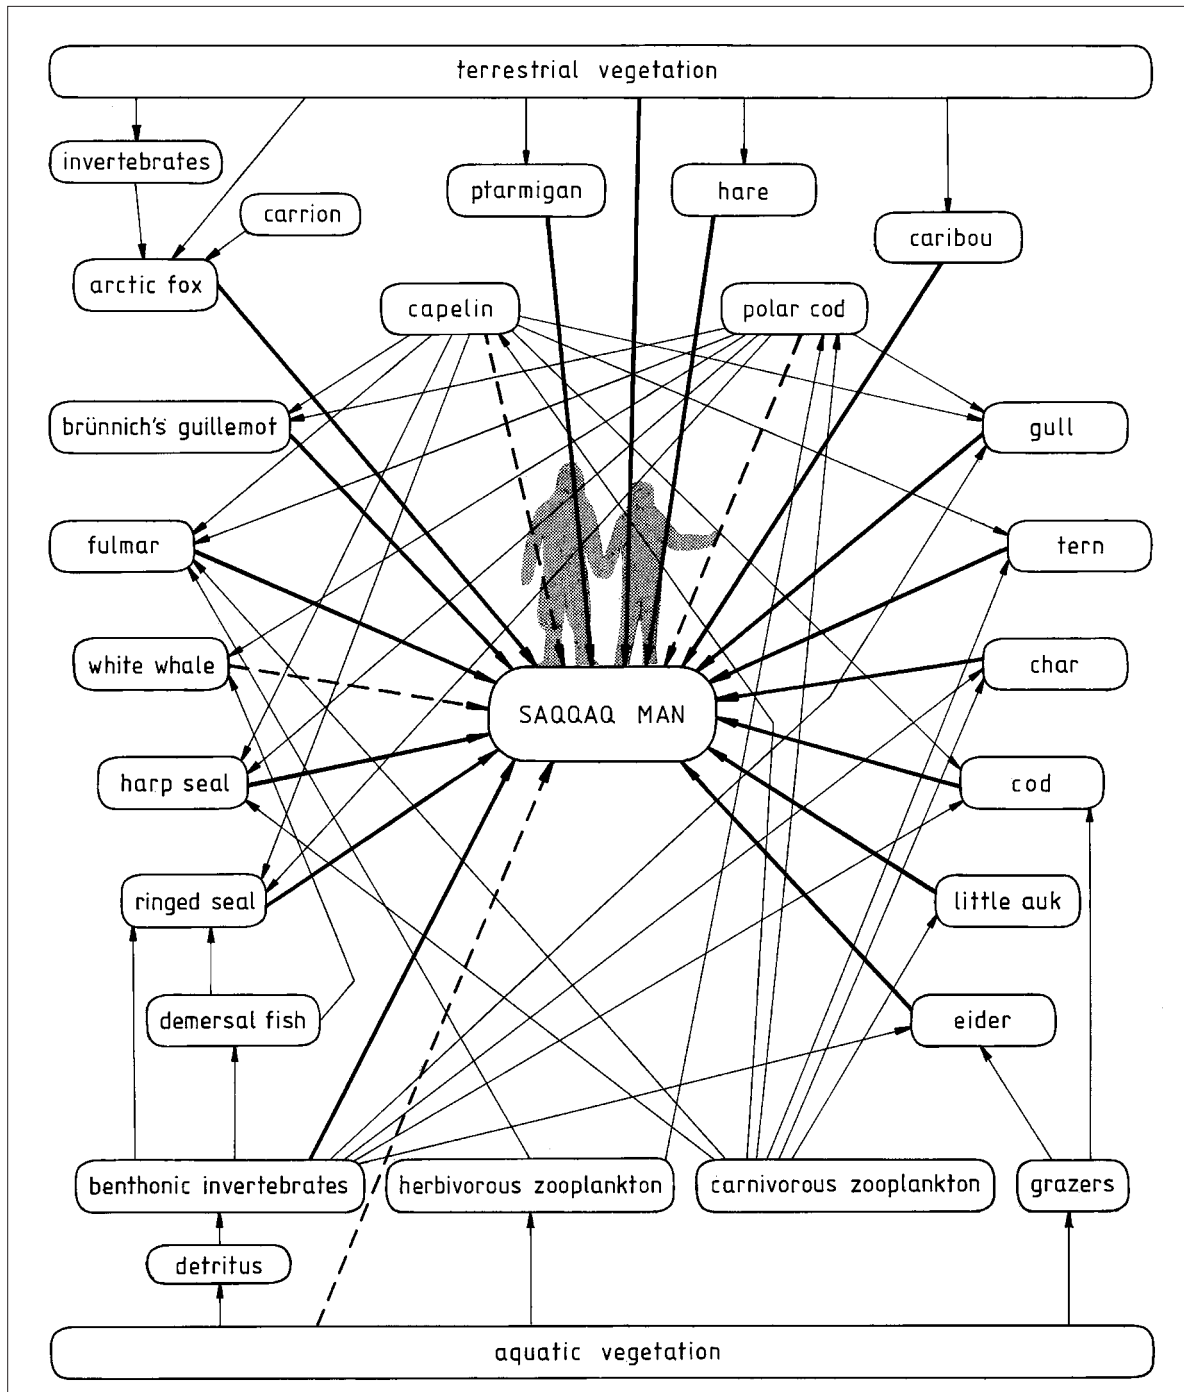 terrestrial vegetation
invertebrates
ptarmigan
hare
carrion
caribou
arctic fox
capelin
polar cod
brünnich's guillemot
gull
fulmar
tern
white whale
char
SAQQAQ MAN
harp seal
cod
ringed seal
little auk
demersal fish
eider
benthonic invertebrates
herbivorous zooplankton
carnivorous zooplankton
grazers
detritus
aquatic vegetation